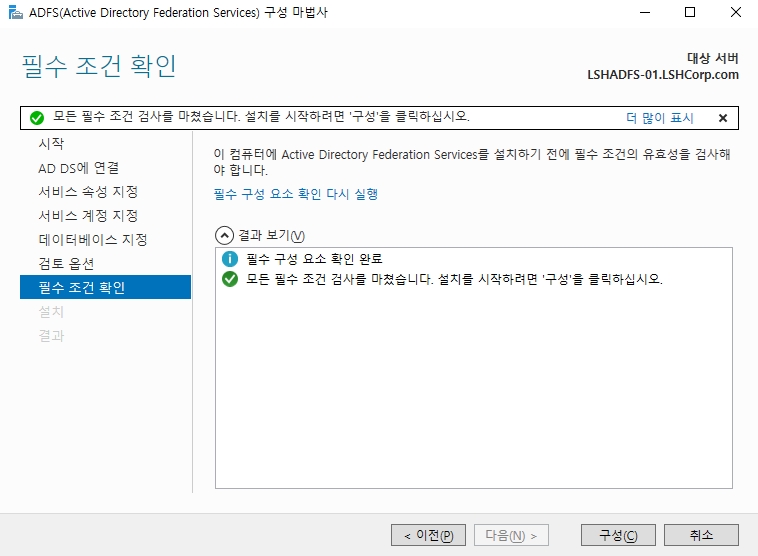 ADFS(Active Directory Federation Services) 구성 마법사
필수 조건 확인
대상 서버
LSHADFS-01.LSHCorp.com
모든 필수 조건 검사를 마쳤습니다. 설치를 시작하려면 '구성'을 클릭하십시오.
더 많이 표시
시작
AD DS에 연결
서비스 속성 지정
서비스 계정 지정
데이터베이스 지정
검토 옵션
필수 조건 확인
설치
결과
이 컴퓨터에 Active Directory Federation Services를 설치하기 전에 필수 조건의 유효성을 검사해
야 합니다.
필수 구성 요소 확인 다시 실행
결과 보기(V)
필수 구성 요소 확인 완료
모든 필수 조건 검사를 마쳤습니다. 설치를 시작하려면 '구성'을 클릭하십시오.
< 이전(P)
다음(N) >
구성(C)
취소